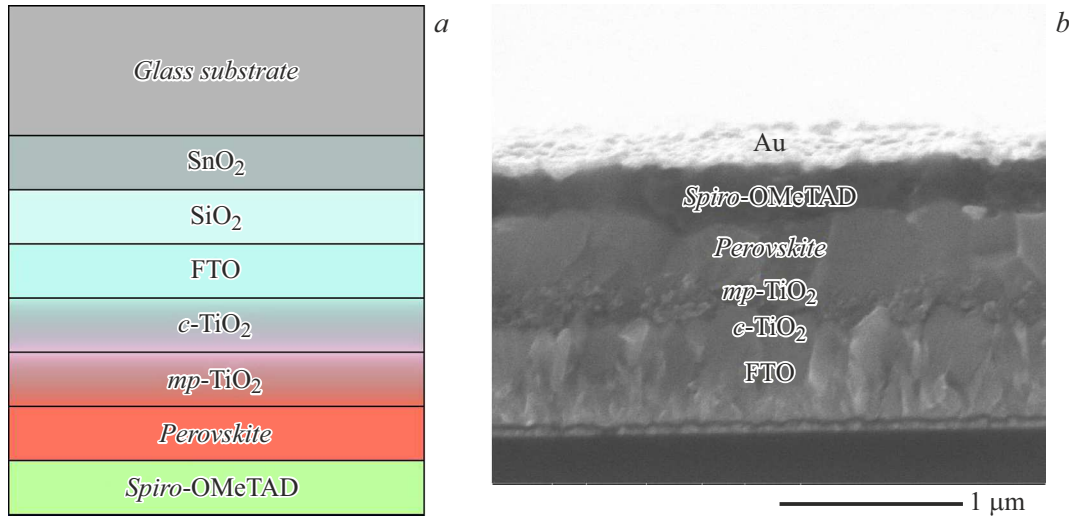 a
Glass substrate
SnO₂
SiO₂
FTO
c-TiO₂
mp-TiO₂
Perovskite
Spiro-OMeTAD
b
Au
Spiro-OMeTAD
Perovskite
mp-TiO₂
c-TiO₂
FTO
1 μm